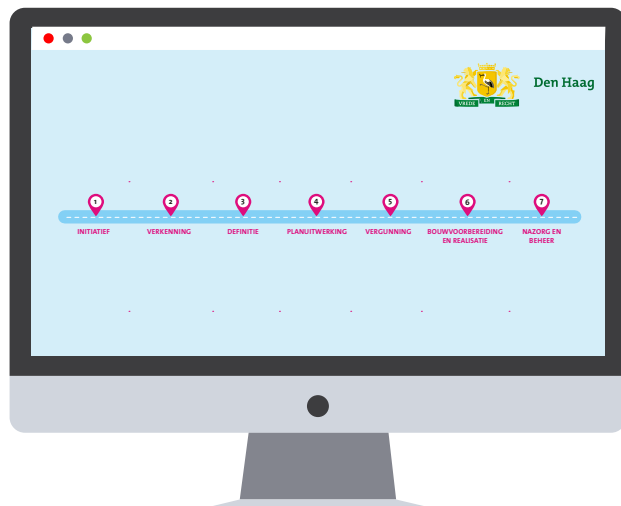 Den Haag
VREDE EN RECHT
1 2 3 4 5 6 7
INITIATIEF VERKENNING DEFINITIE PLANUITWERKING VERGUNNING BOUWVOORBEREIDING NAZORG EN
EN REALISATIE BEHEER